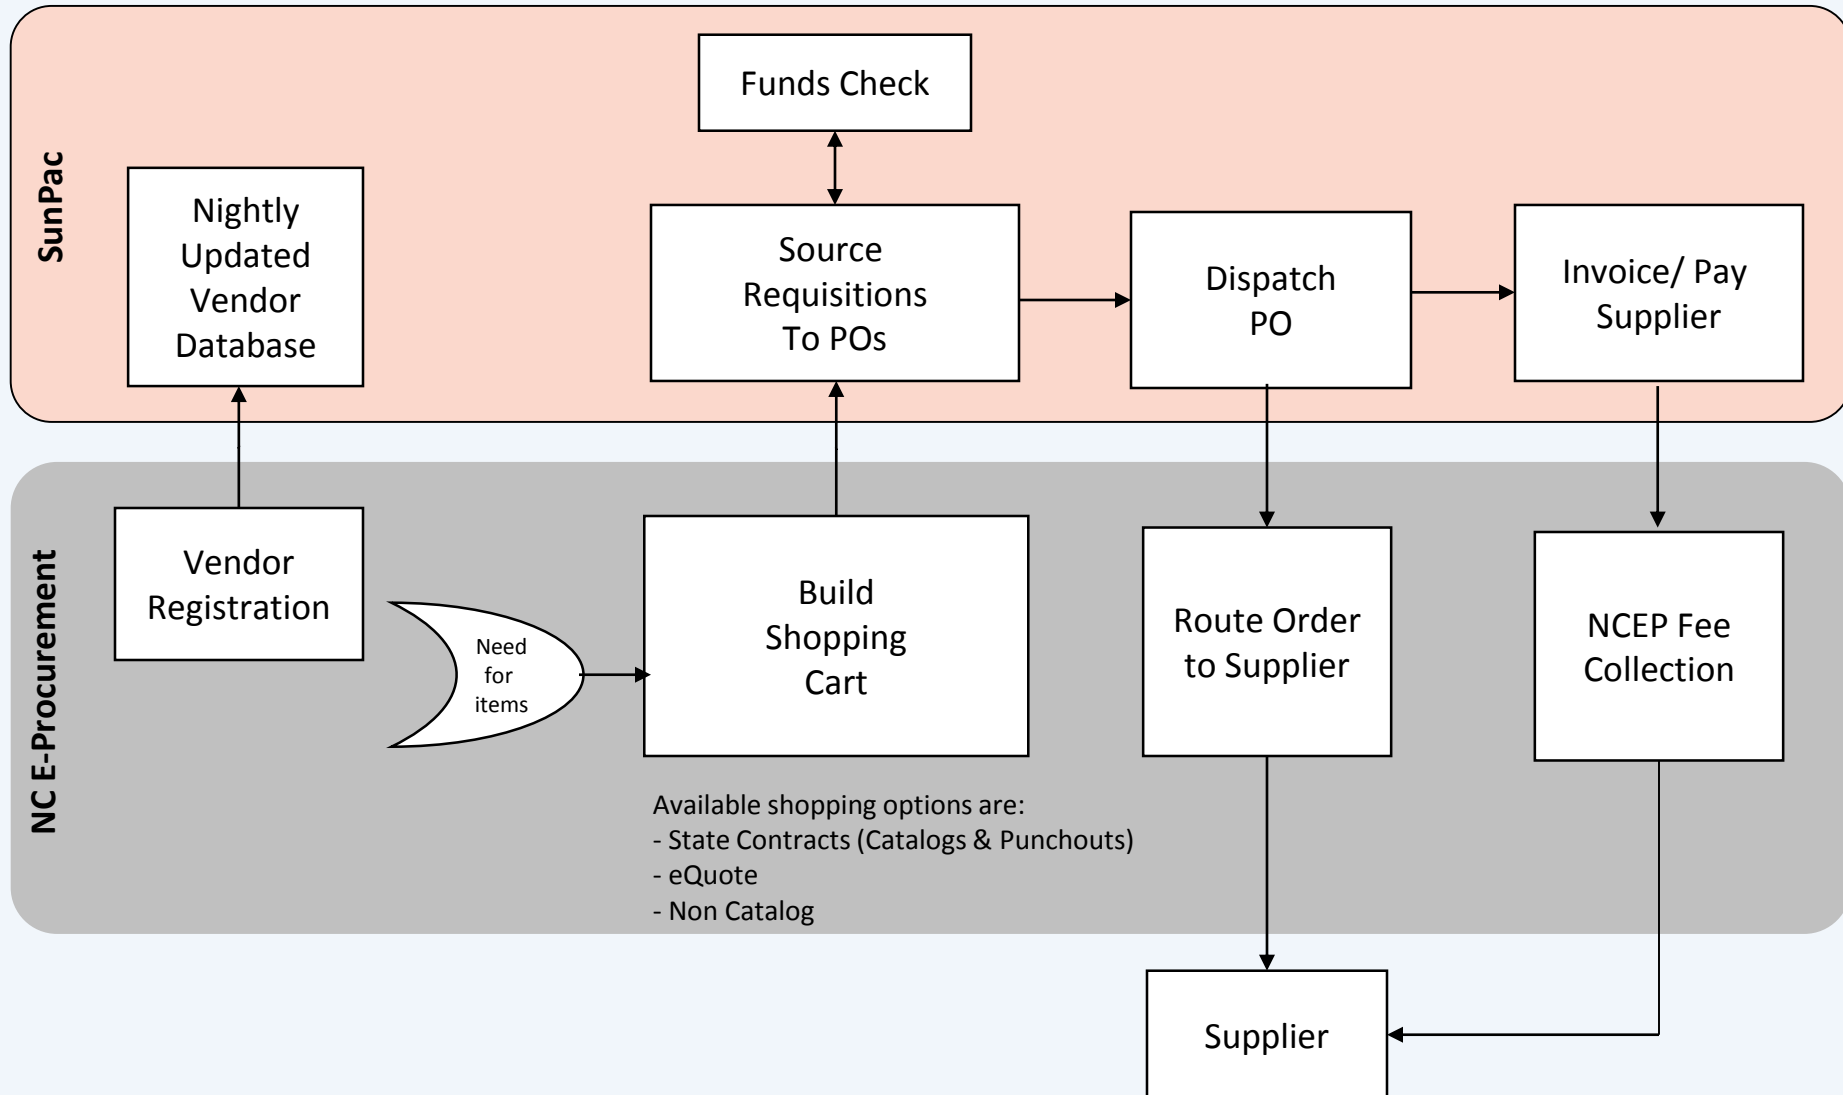 SunPac
Funds Check
Nightly
Updated
Vendor
Database
Source
Requisitions
To POs
Dispatch
PO
Invoice/ Pay
Supplier
NC E-Procurement
Vendor
Registration
Need
for
items
Build
Shopping
Cart
Route Order
to Supplier
NCEP Fee
Collection
Available shopping options are:
- State Contracts (Catalogs & Punchouts)
- eQuote
- Non Catalog
Supplier